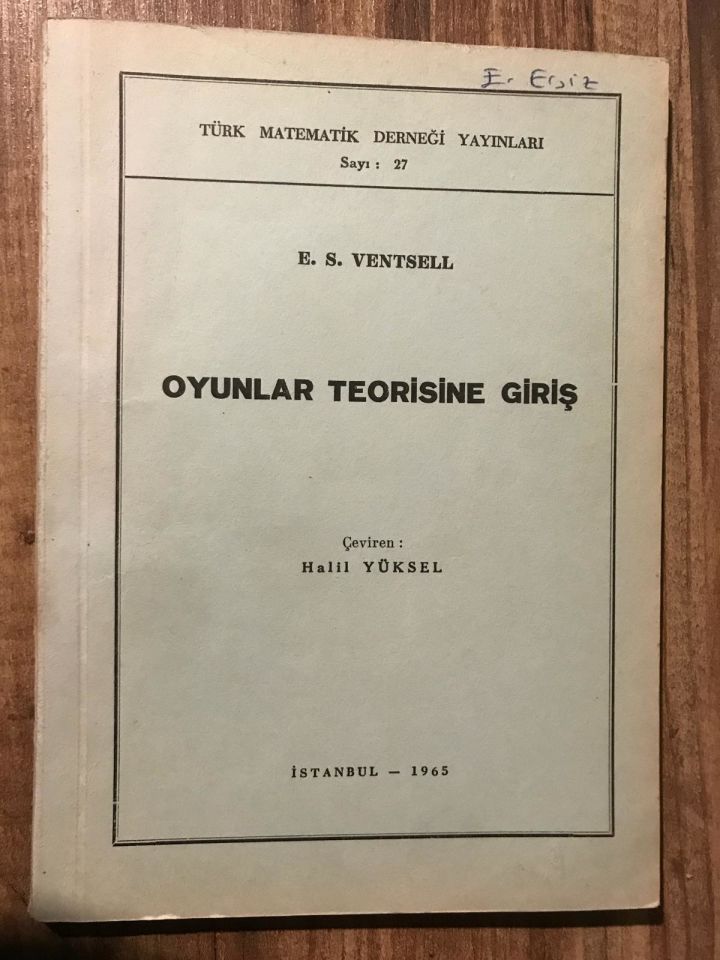 TÜRK MATEMATİK DERNEĞİ YAYINLARI
Sayı : 27
E. S. VENTSELL
OYUNLAR TEORİSİNE GİRİŞ
Çeviren :
Halil YÜKSEL
İSTANBUL — 1965